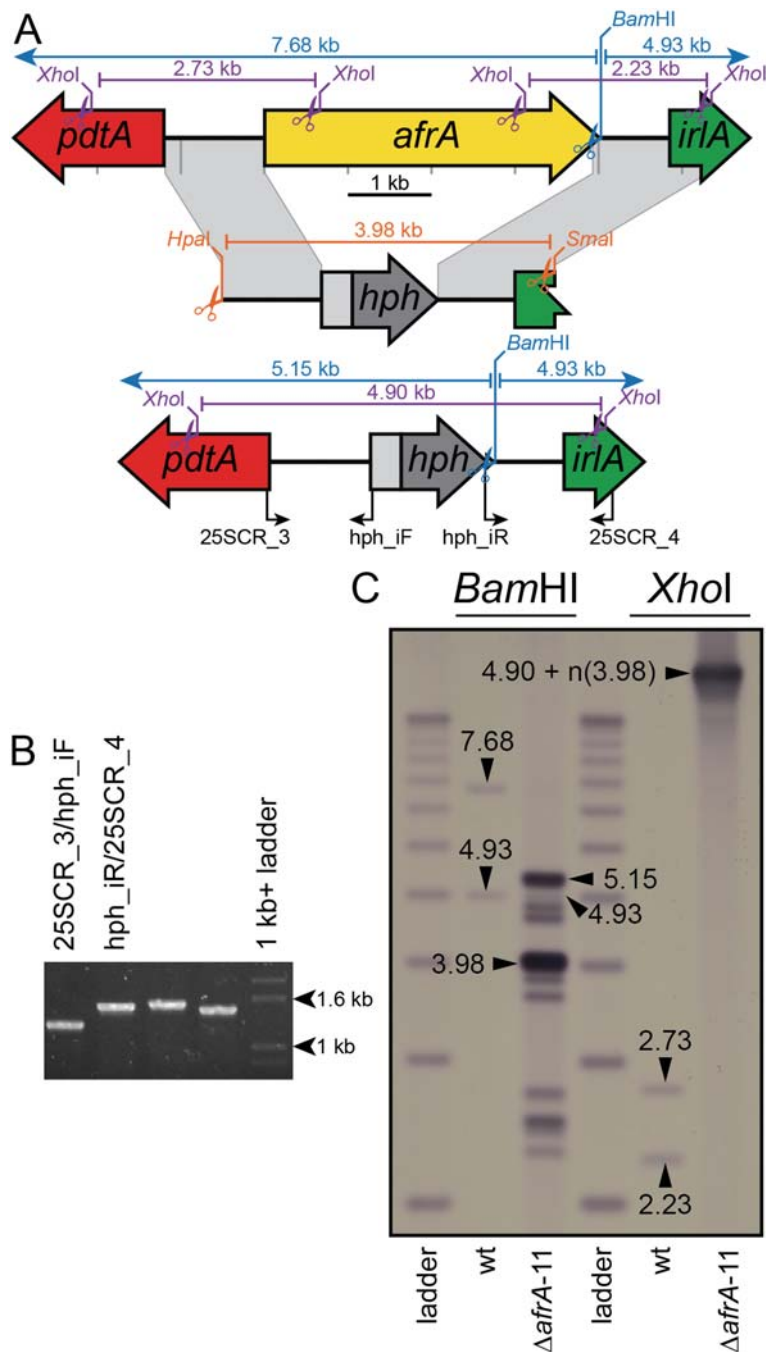 A
BamHI
7.68 kb
4.93 kb
XhoI
2.73 kb
XhoI
XhoI
2.23 kb
XhoI
pdtA
afrA
irlA
1 kb
3.98 kb
HpaI
SmaI
hph
BamHI
5.15 kb
4.93 kb
XhoI
4.90 kb
XhoI
pdtA
hph
irlA
25SCR_3
hph_iF
hph_iR
25SCR_4
B
25SCR_3/hph_iF
hph_iR/25SCR_4
1 kb+ ladder
1.6 kb
1 kb
C
BamHI
XhoI
4.90 + n(3.98)
7.68
4.93
5.15
4.93
3.98
2.73
2.23
ladder
wt
ΔafrA-11
ladder
wt
ΔafrA-11